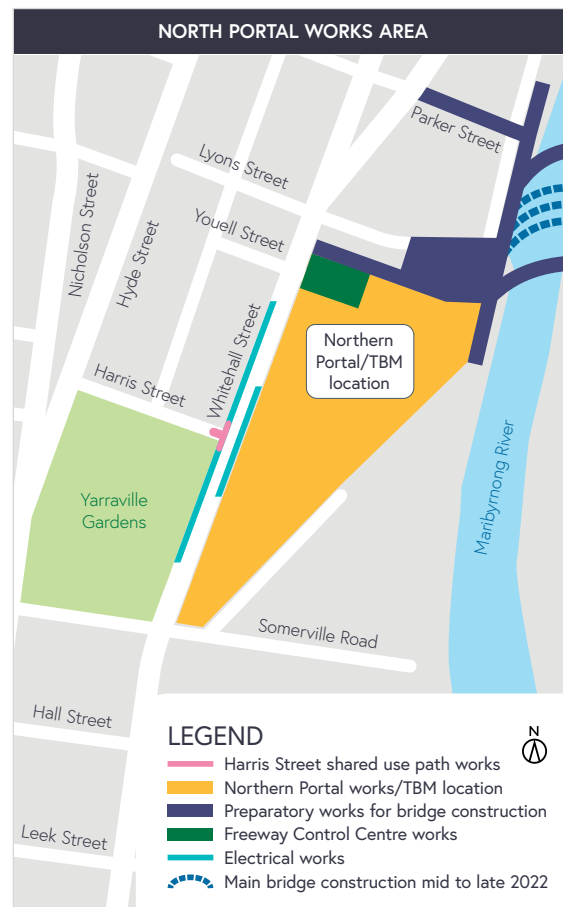 NORTH PORTAL WORKS AREA
Parker Street
Lyons Street
Nicholson Street
Youell Street
Hyde Street
Whitehall Street
Northern
Portal/TBM
location
Harris Street
Maribyrnong River
Yarraville
Gardens
Somerville Road
Hall Street
Leek Street
LEGEND
N
Harris Street shared use path works
Northern Portal works/TBM location
Preparatory works for bridge construction
Freeway Control Centre works
Electrical works
Main bridge construction mid to late 2022